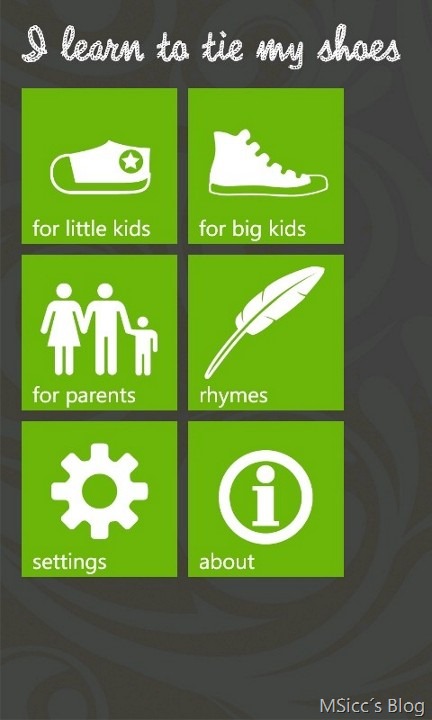 I learn to tie my shoes
for little kids
for big kids
for parents
rhymes
settings
about
MSicc´s Blog